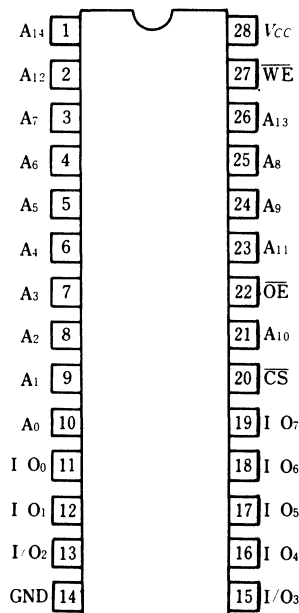 A14 1 28 VCC
A12 2 27 WE
A7 3 26 A13
A6 4 25 A8
A5 5 24 A9
A4 6 23 A11
A3 7 22 OE
A2 8 21 A10
A1 9 20 CS
A0 10 19 I O7
I O0 11 18 I O6
I O1 12 17 I O5
I/O2 13 16 I O4
GND 14 15 I/O3